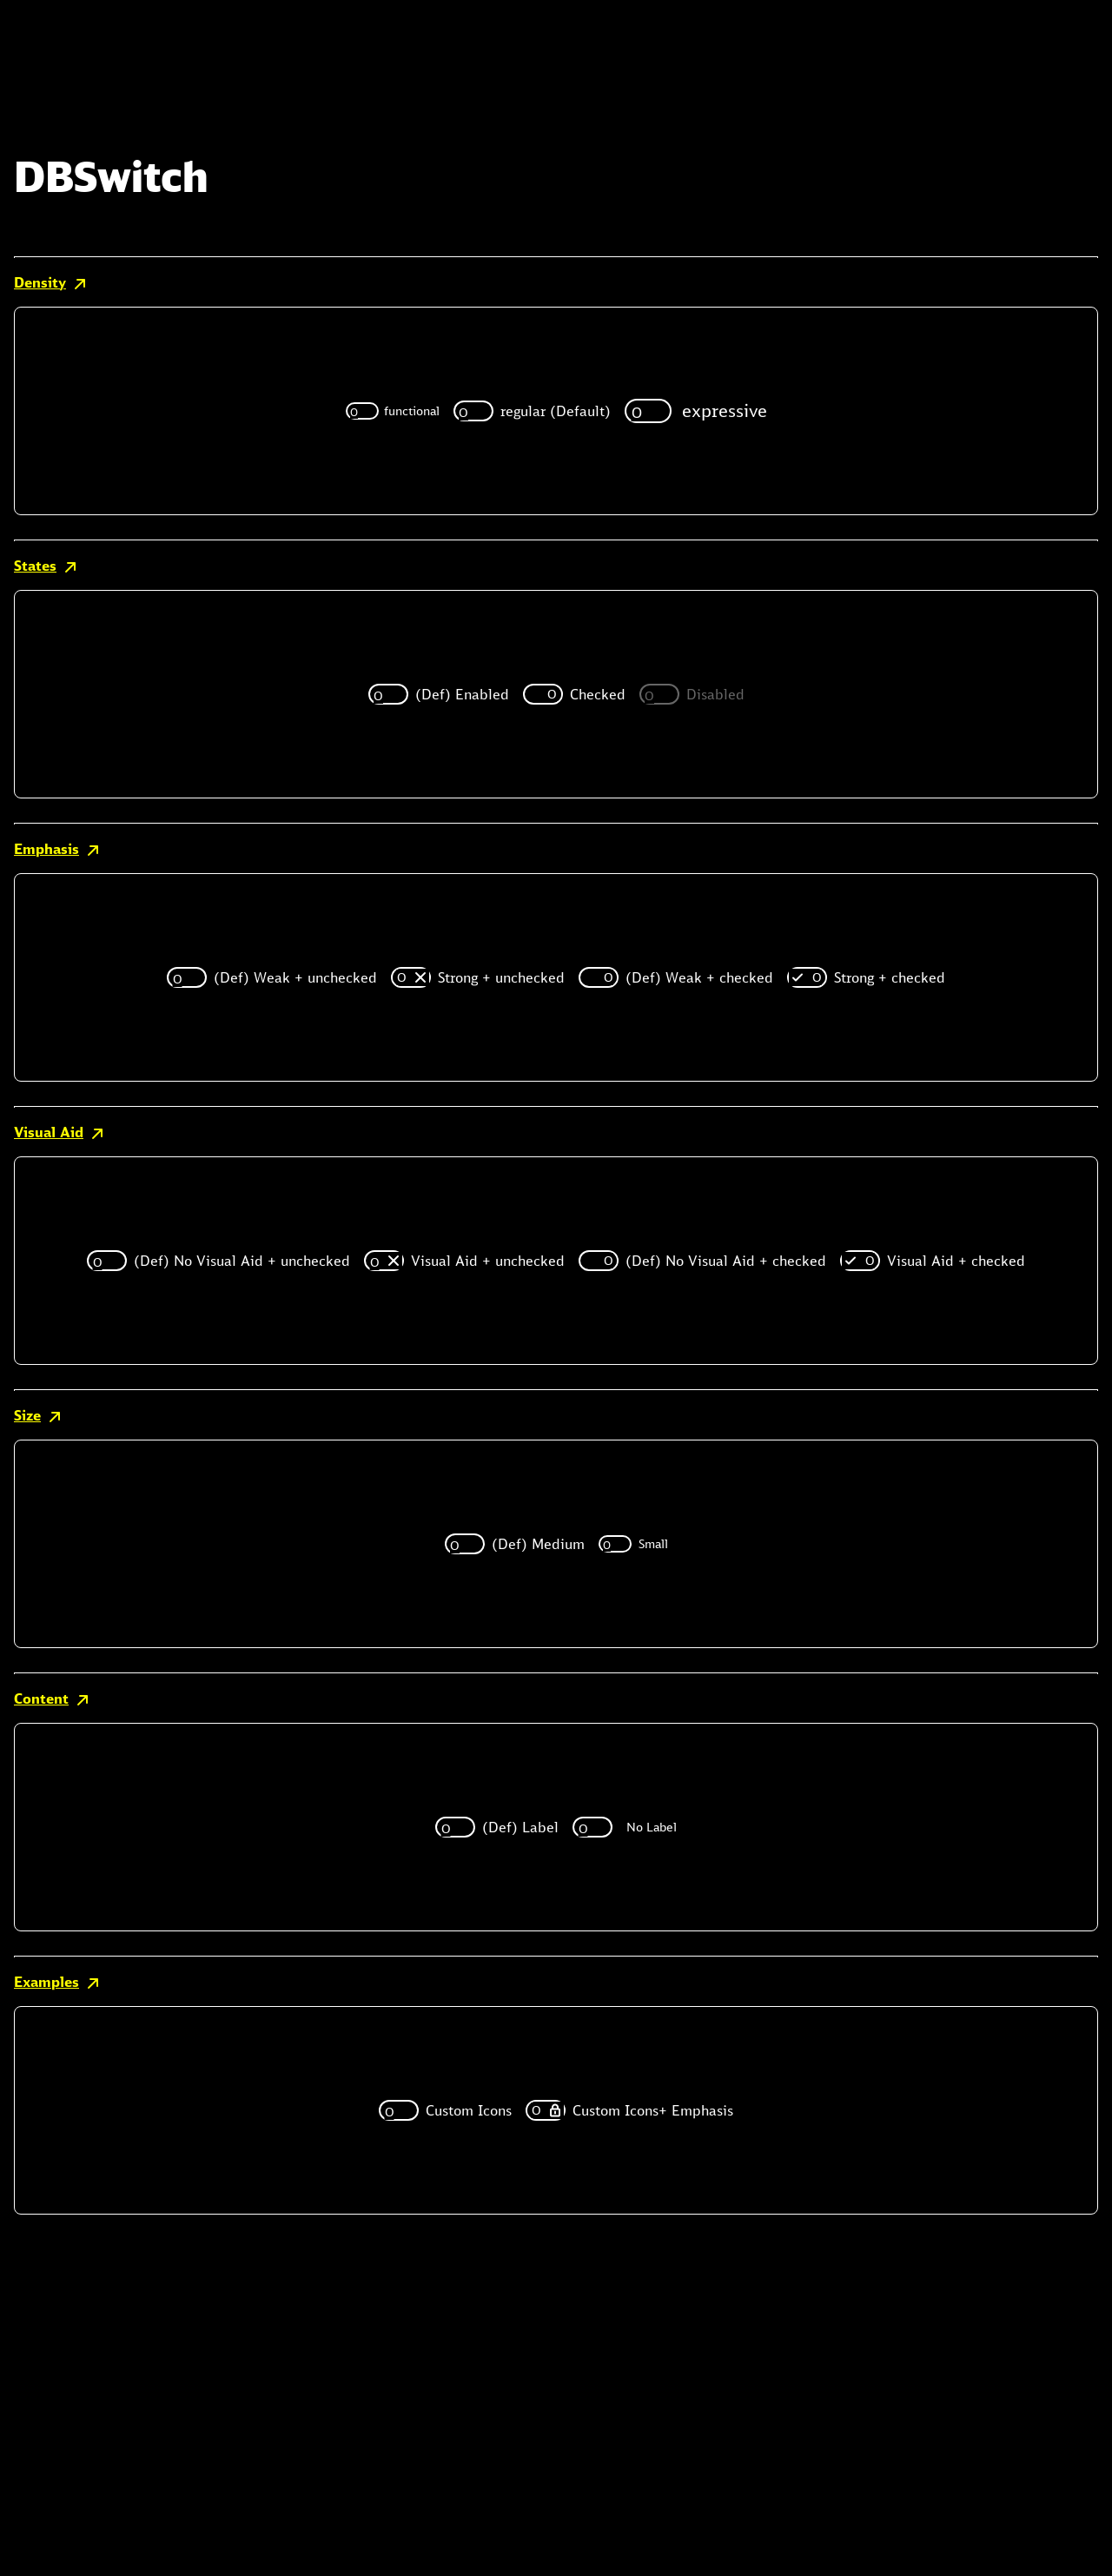 DBSwitch
Density
functional regular (Default) expressive
States
(Def) Enabled Checked Disabled
Emphasis
(Def) Weak + unchecked Strong + unchecked (Def) Weak + checked Strong + checked
Visual Aid
(Def) No Visual Aid + unchecked Visual Aid + unchecked (Def) No Visual Aid + checked Visual Aid + checked
Size
(Def) Medium Small
Content
(Def) Label No Label
Examples
Custom Icons Custom Icons+ Emphasis